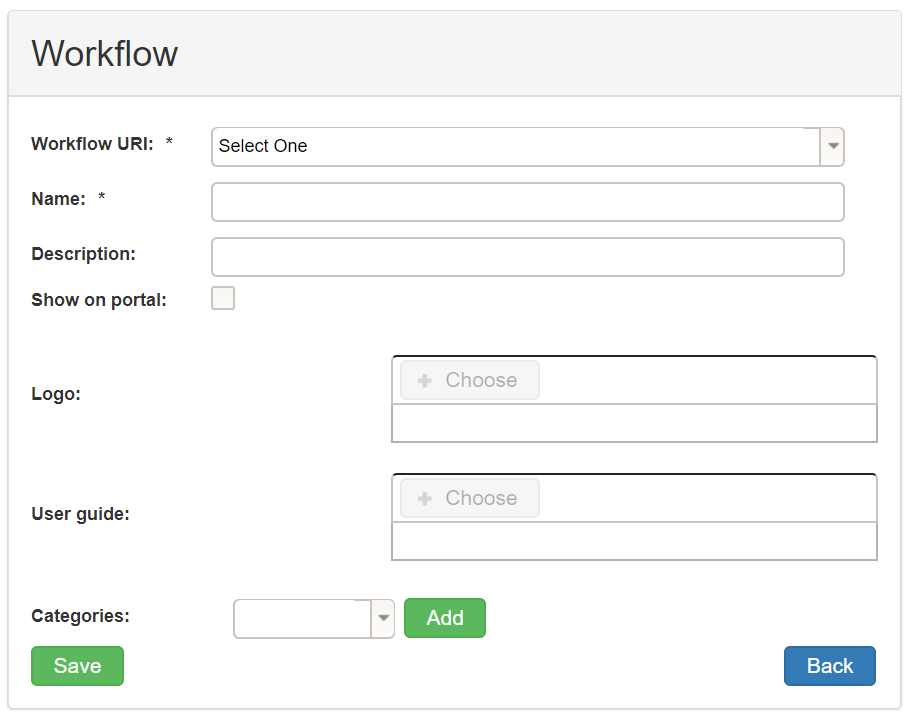 Workflow
Workflow URI: * Select One
Name: *
Description:
Show on portal:
Logo: Choose
User guide: Choose
Categories: Add
Save Back